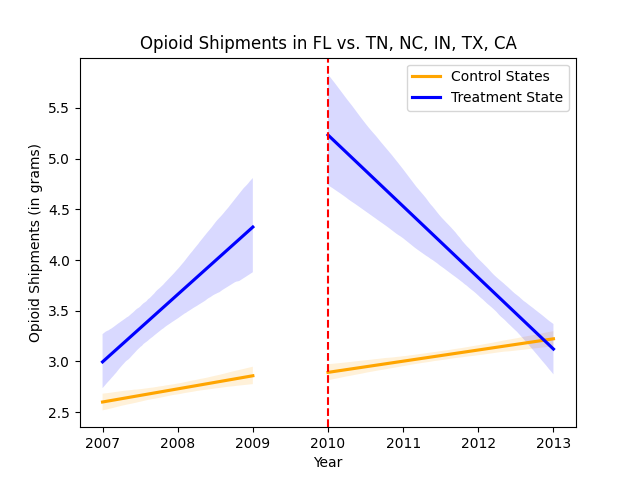 Opioid Shipments in FL vs. TN, NC, IN, TX, CA
Control States
Treatment State
Opioid Shipments (in grams)
5.5
5.0
4.5
4.0
3.5
3.0
2.5
2007 2008 2009 2010 2011 2012 2013
Year